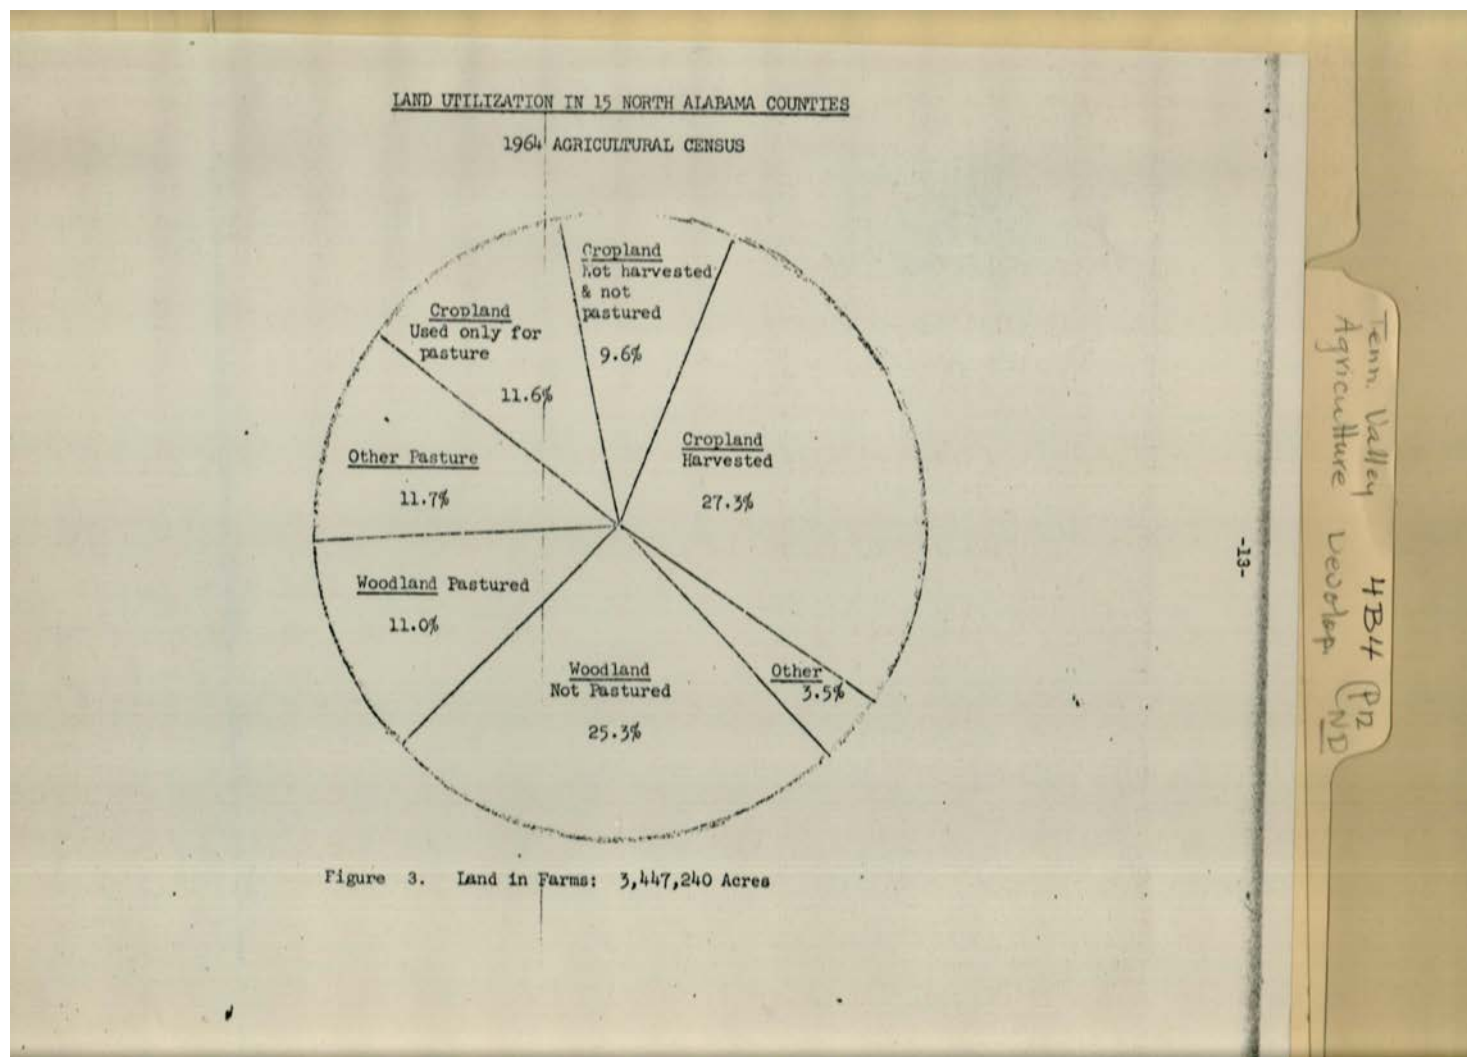 LAND UTILIZATION IN 15 NORTH ALABAMA COUNTIES
1964 AGRICULTURAL CENSUS
Cropland
Not harvested
& not
pastured
9.6%
Cropland
Used only for
pasture
11.6%
Cropland
Harvested
27.3%
Other Pasture
11.7%
Woodland Pastured
11.0%
Woodland
Not Pastured
25.3%
Other
3.5%
Figure 3. Land in Farms: 3,447,240 Acres
-13-
Tenn. Valley 4B4
Agriculture Develop.
ND